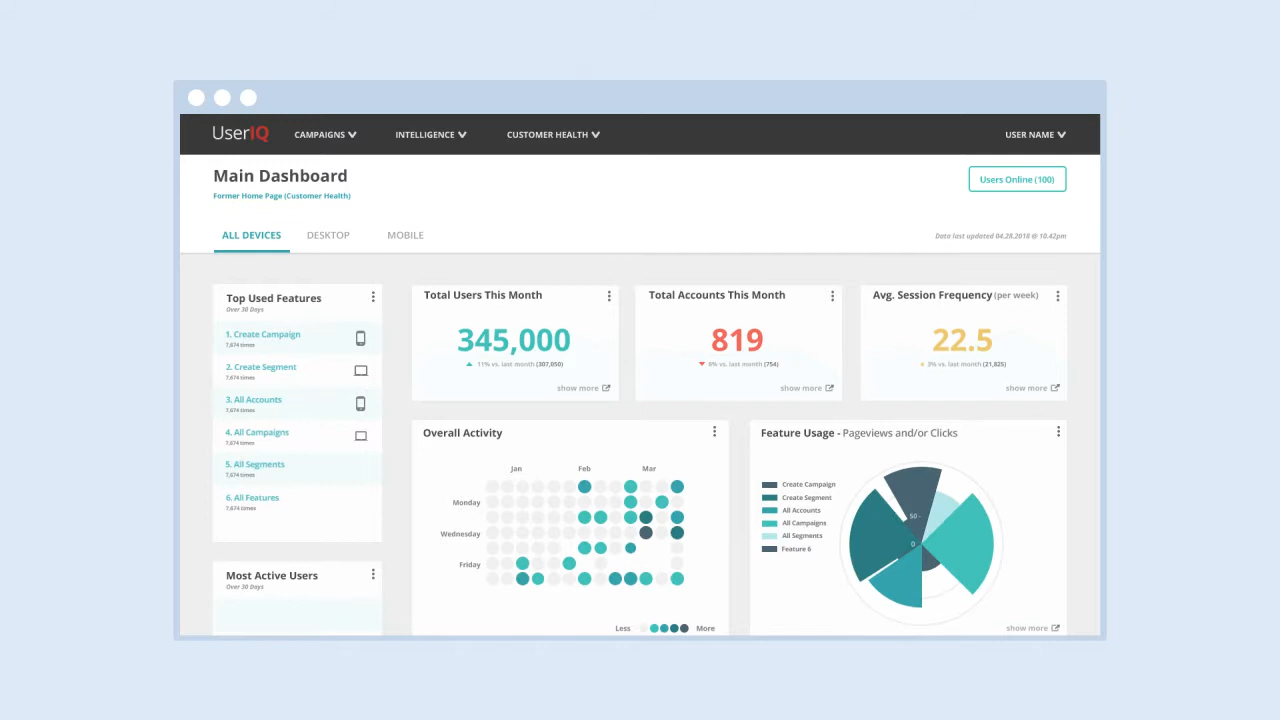 UserIQ
CAMPAIGNS
INTELLIGENCE
CUSTOMER HEALTH
USER NAME
Main Dashboard
Former Home Page (Customer Health)
Users Online (100)
ALL DEVICES
DESKTOP
MOBILE
Data last updated 04.28.2018 @ 10.42pm
Top Used Features
Over 30 Days
1. Create Campaign
7,674 times
2. Create Segment
7,674 times
3. All Accounts
7,674 times
4. All Campaigns
7,674 times
5. All Segments
7,674 times
6. All Features
7,674 times
Most Active Users
Over 30 Days
Total Users This Month
345,000
11% vs. last month (307,050)
show more
Total Accounts This Month
819
8% vs. last month (754)
show more
Avg. Session Frequency (per week)
22.5
3% vs. last month (21,825)
show more
Overall Activity
Jan Feb Mar
Monday
Wednesday
Friday
Less More
Feature Usage - Pageviews and/or Clicks
Create Campaign
Create Segment
All Accounts
All Campaigns
All Segments
Feature 6
50
0
show more